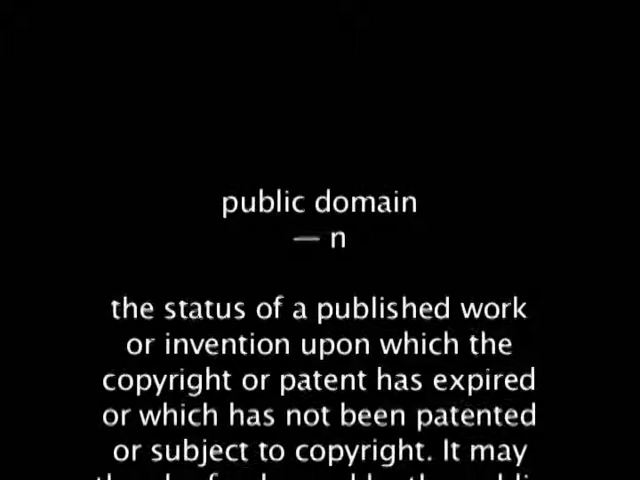 public domain
— n
the status of a published work
or invention upon which the
copyright or patent has expired
or which has not been patented
or subject to copyright. It may